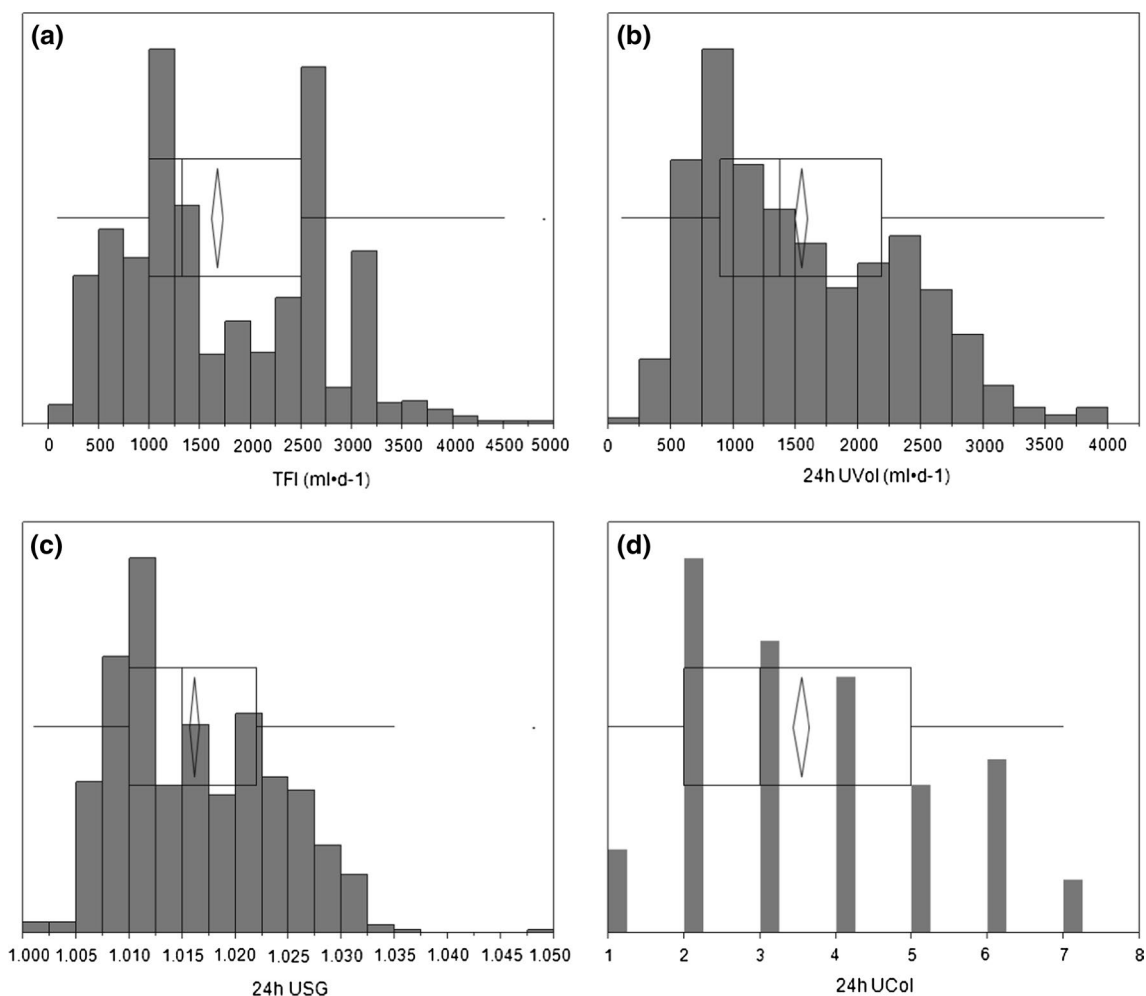 (a)
0 500 1000 1500 2000 2500 3000 3500 4000 4500 5000
TFI (ml•d-1)
(b)
0 500 1000 1500 2000 2500 3000 3500 4000
24h UVol (ml•d-1)
(c)
1.000 1.005 1.010 1.015 1.020 1.025 1.030 1.035 1.040 1.045 1.050
24h USG
(d)
1 2 3 4 5 6 7 8
24h UCol